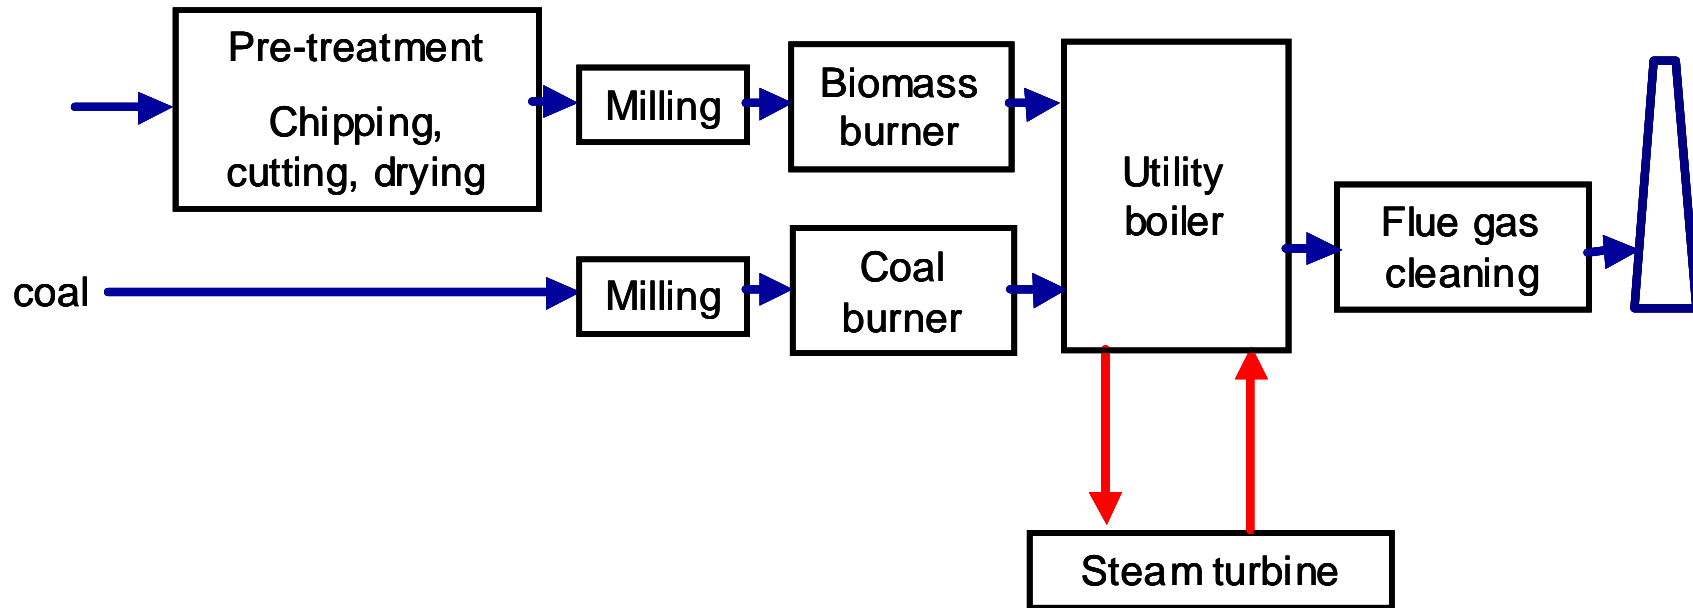 Pre-treatment
Chipping,
cutting, drying
Milling
Biomass
burner
Utility
boiler
Flue gas
cleaning
coal
Milling
Coal
burner
Steam turbine